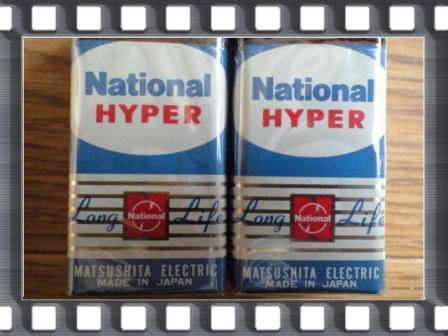 National
HYPER
Long National Life
MATSUSHITA ELECTRIC
MADE IN JAPAN
National
HYPER
Long National Life
MATSUSHITA ELECTRIC
MADE IN JAPAN